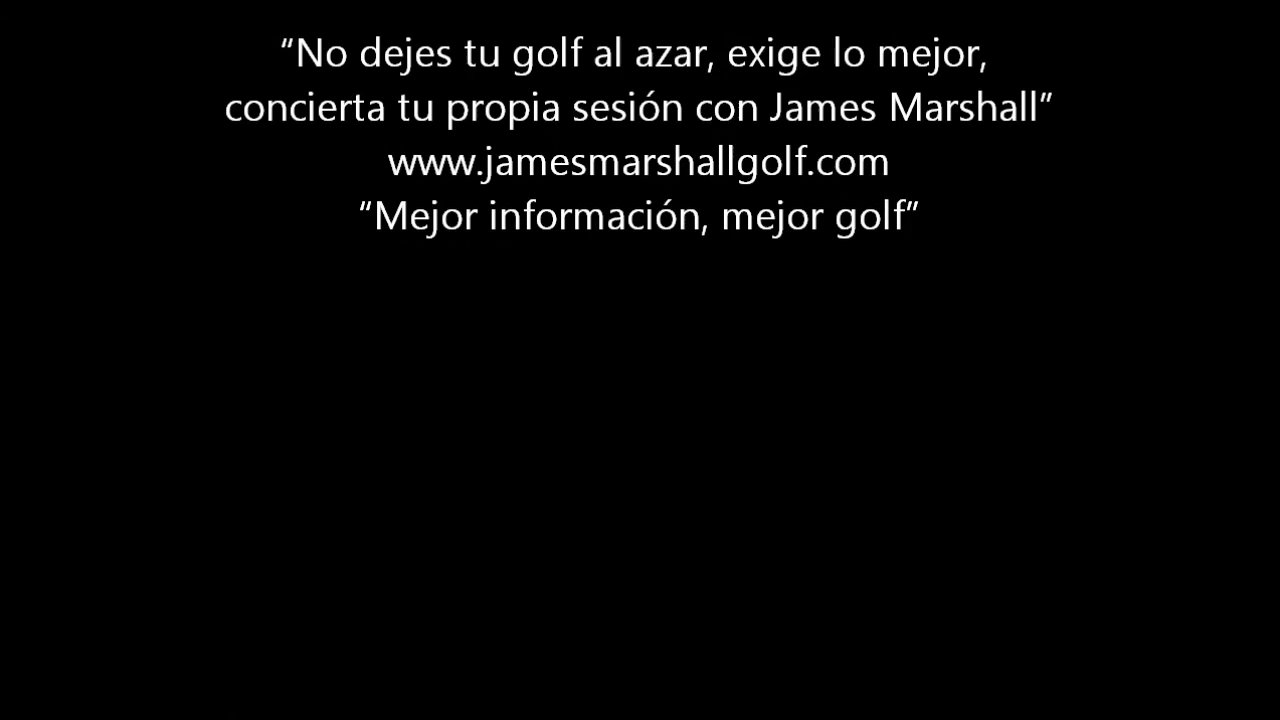 “No dejes tu golf al azar, exige lo mejor,
concierta tu propia sesión con James Marshall”
www.jamesmarshallgolf.com
“Mejor información, mejor golf”